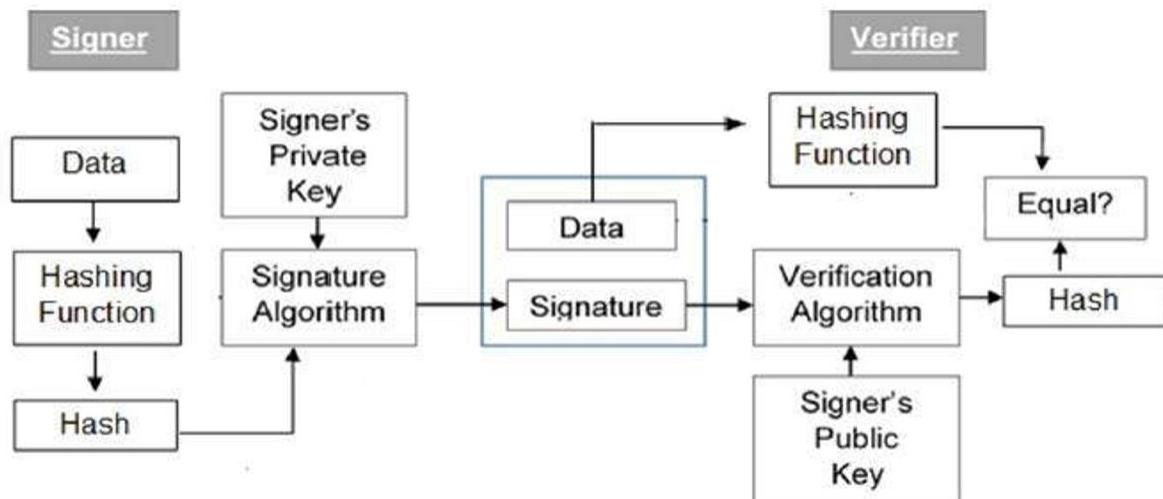 Signer
Verifier
Data
Signer's
Private
Key
Hashing
Function
Equal?
Data
Hashing
Function
Signature
Algorithm
Signature
Verification
Algorithm
Hash
Hash
Signer's
Public
Key